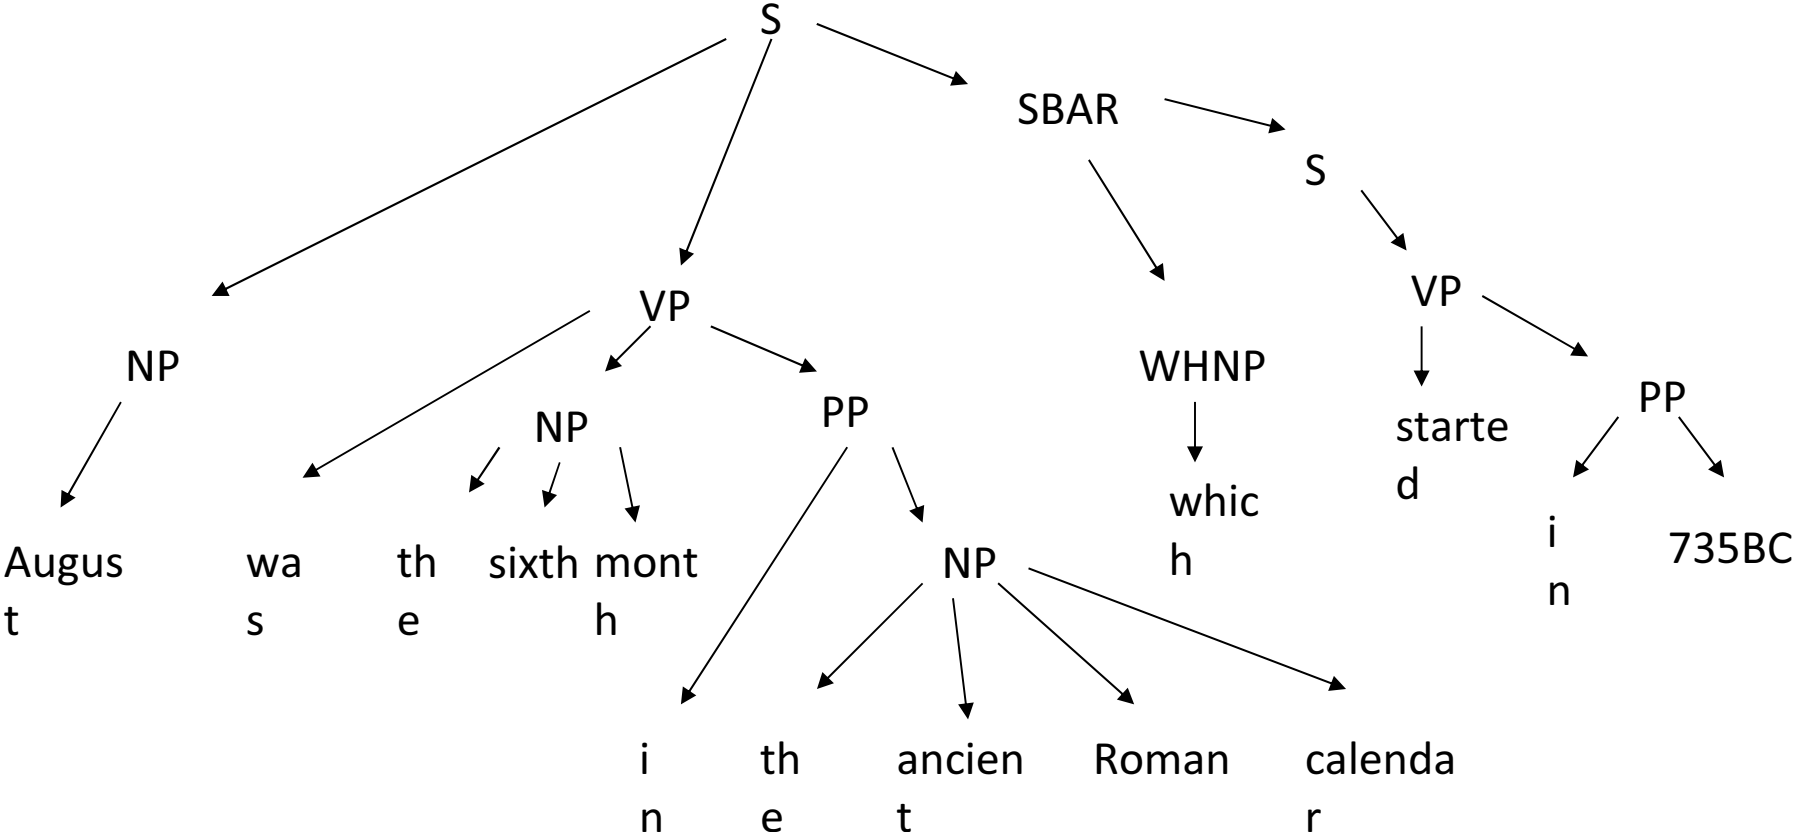 S
SBAR
S
VP
VP
NP
WHNP
PP
NP
PP
starte
d
whic
h
i
n
735BC
Augus
t
wa
s
th
e
sixth
mont
h
NP
i
n
th
e
ancien
t
Roman
calenda
r